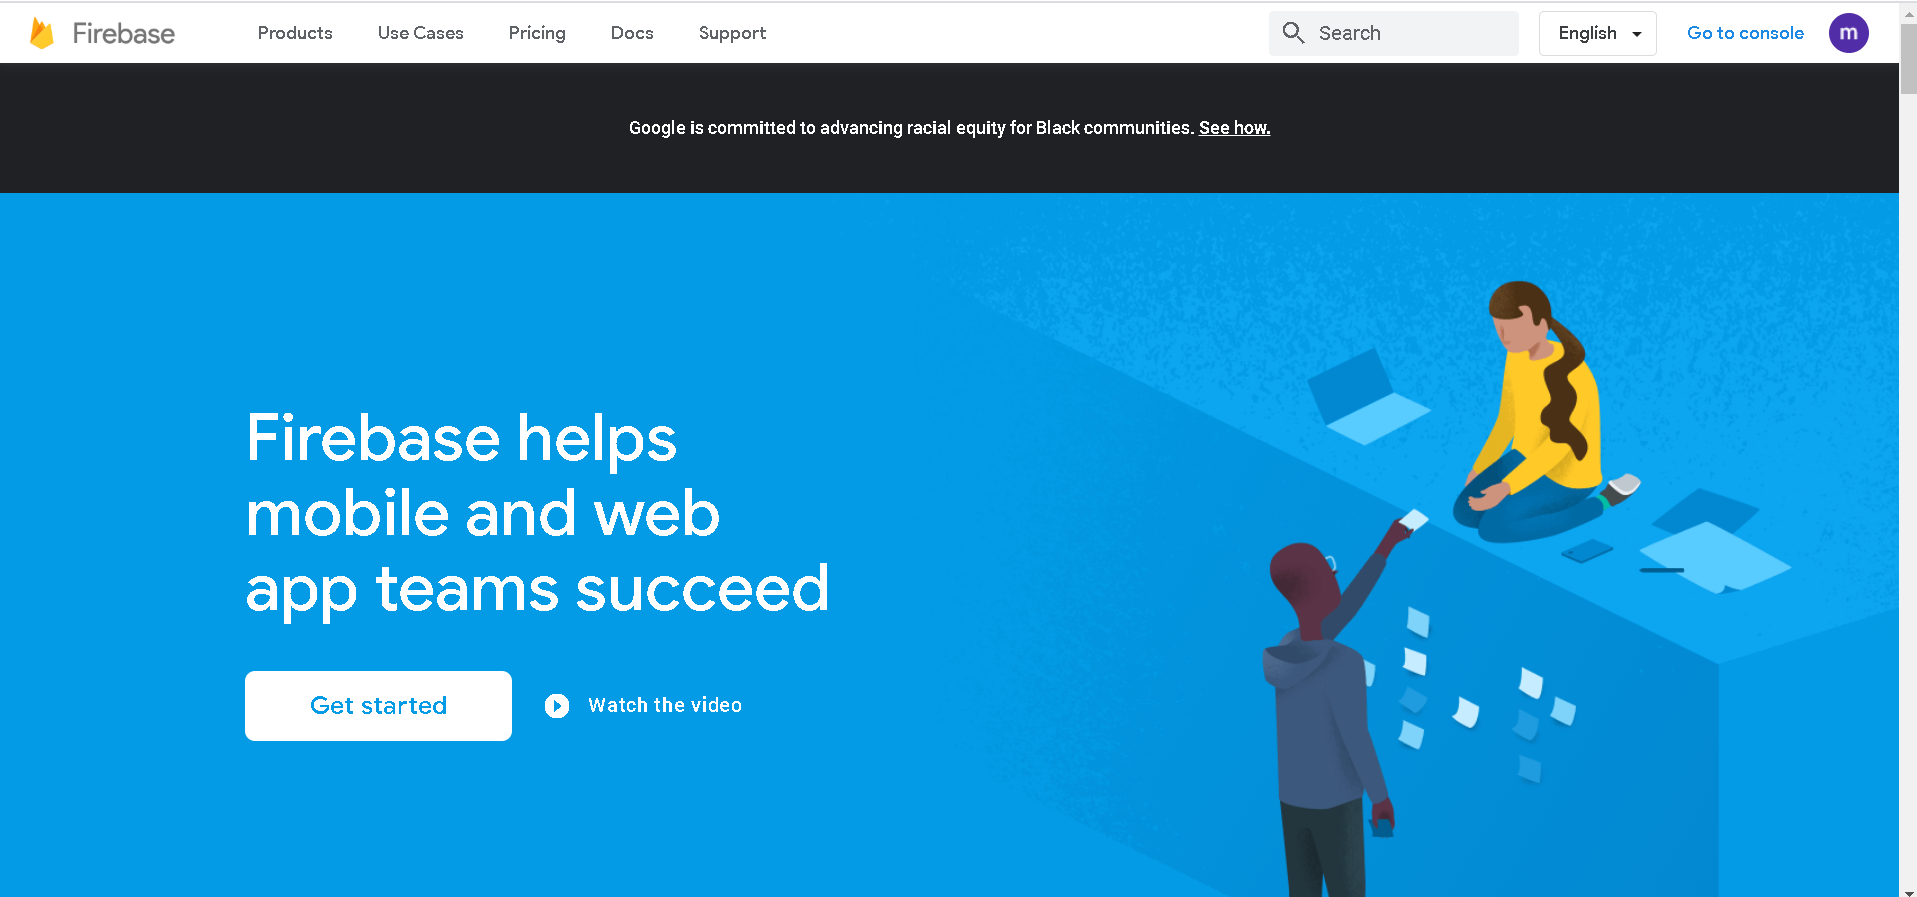 Firebase
Products Use Cases Pricing Docs Support
Search
English
Go to console
m
Google is committed to advancing racial equity for Black communities. See how.
Firebase helps
mobile and web
app teams succeed
Get started
Watch the video